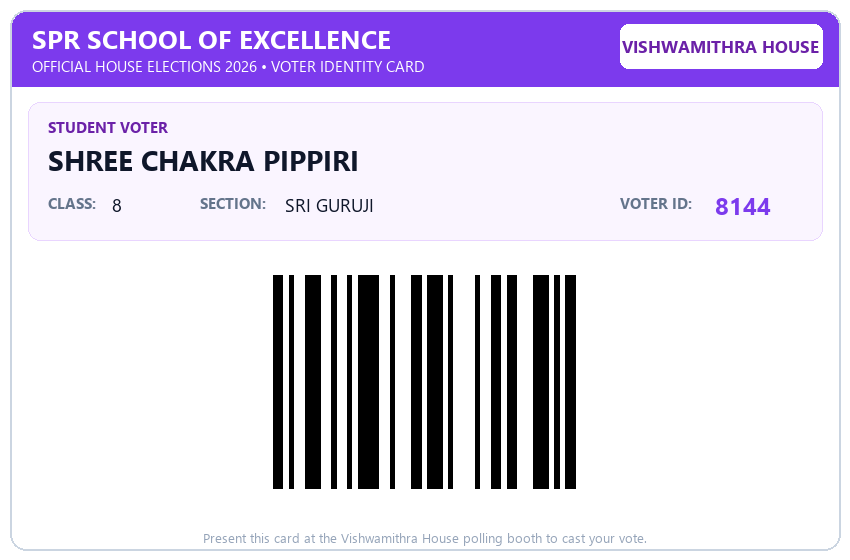 SPR SCHOOL OF EXCELLENCE
OFFICIAL HOUSE ELECTIONS 2026 • VOTER IDENTITY CARD
VISHWAMITHRA HOUSE
STUDENT VOTER
SHREE CHAKRA PIPPIRI
CLASS: 8 SECTION: SRI GURUJI VOTER ID: 8144
Present this card at the Vishwamithra House polling booth to cast your vote.